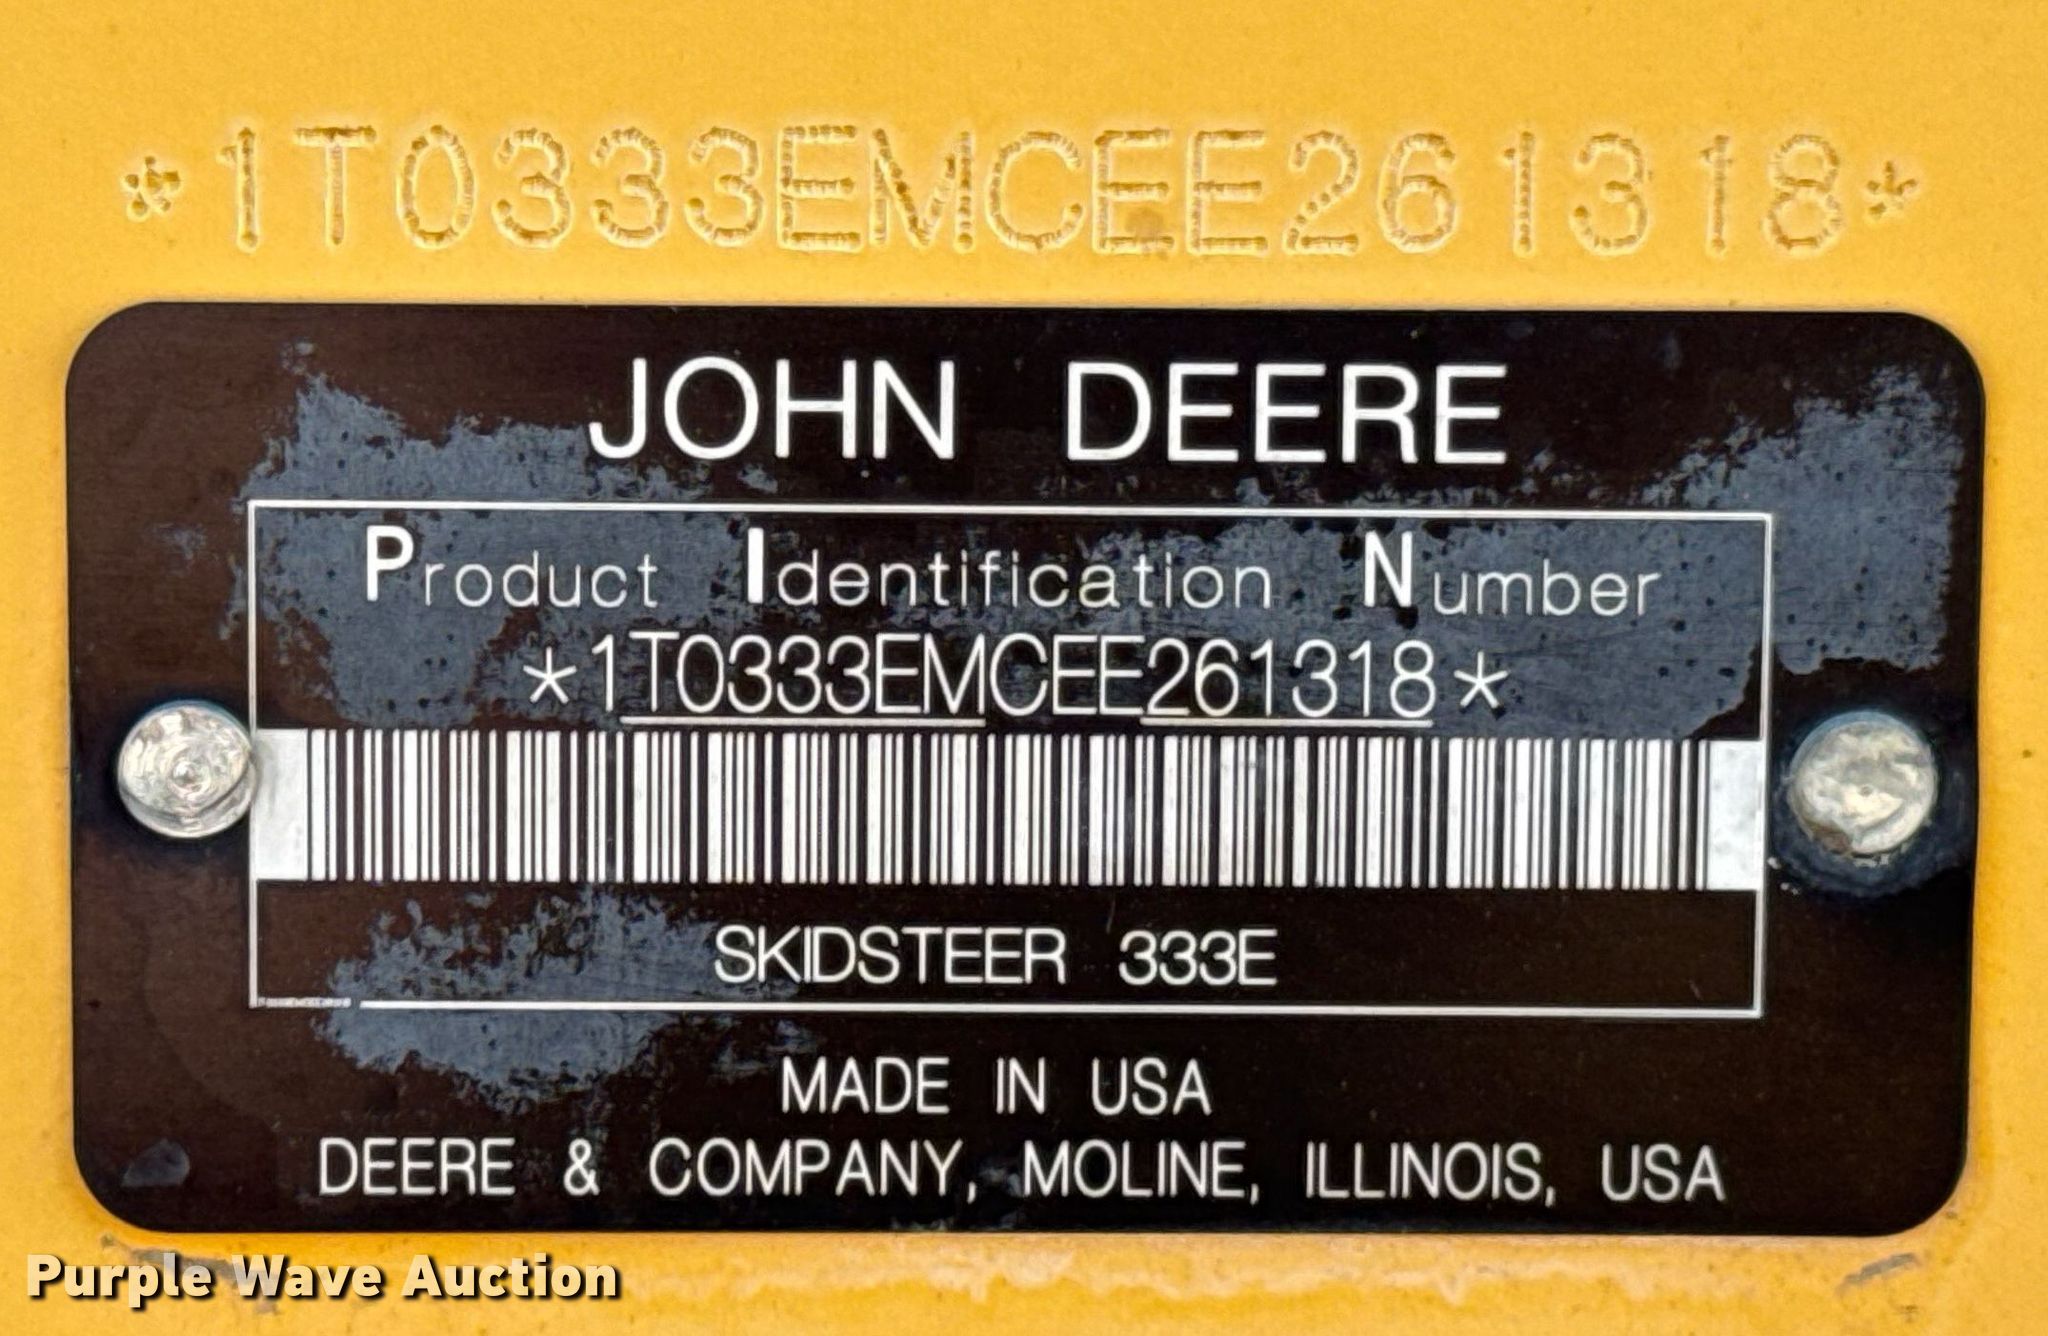 *1T0333EMCEE261318*
JOHN DEERE
Product Identification Number
*1T0333EMCEE261318*
SKIDSTEER 333E
MADE IN USA
DEERE & COMPANY, MOLINE, ILLINOIS, USA
Purple Wave Auction